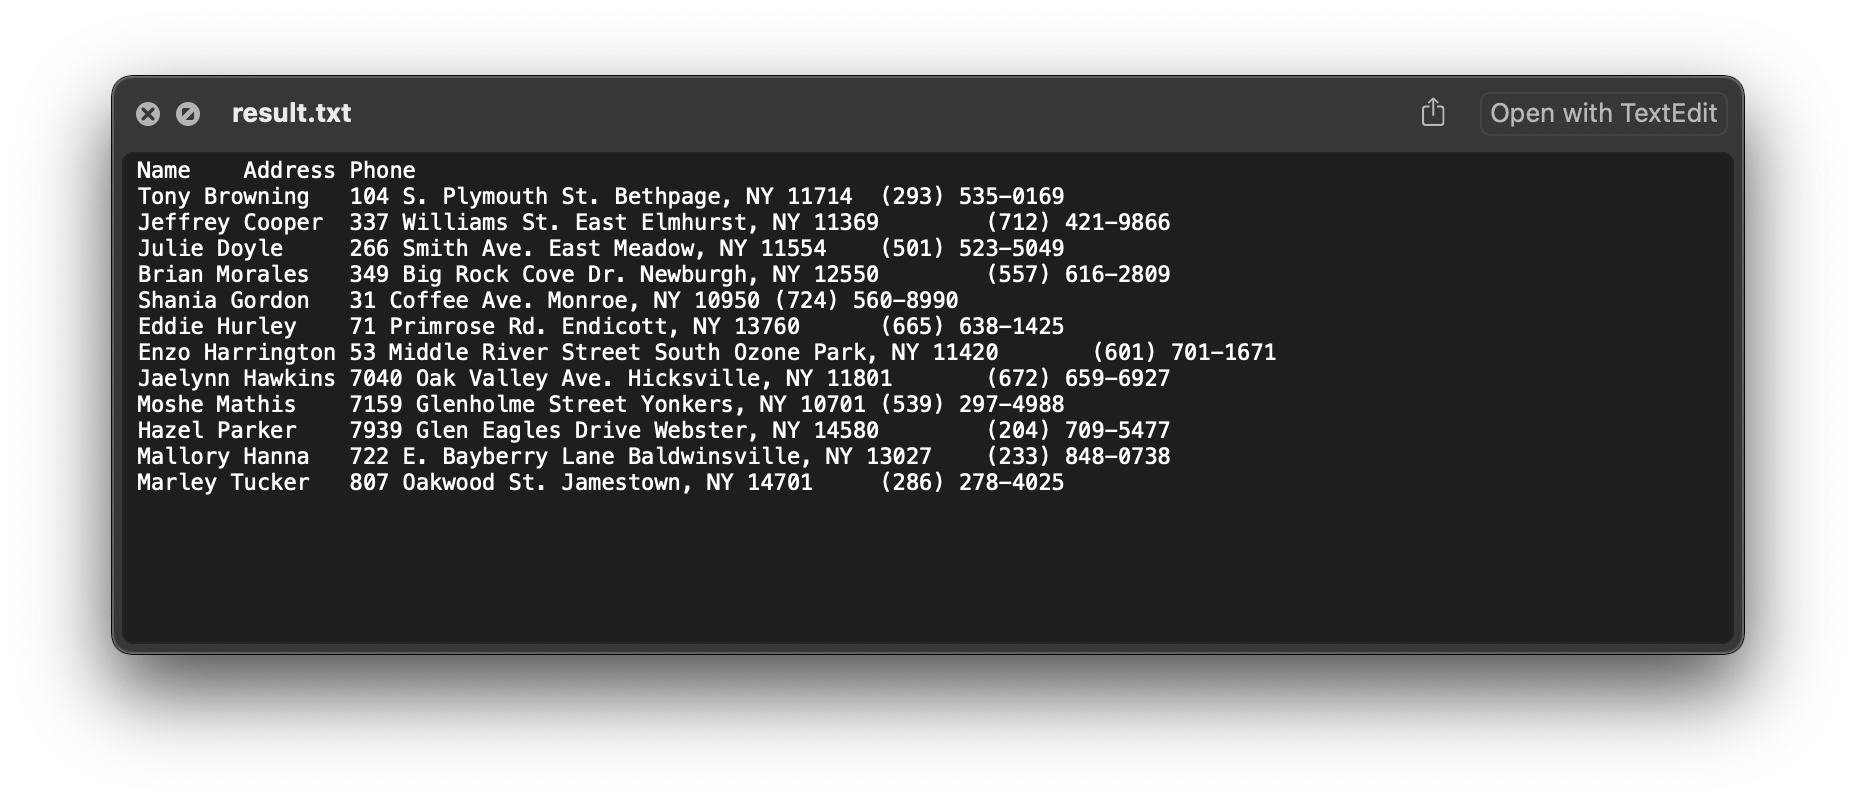 result.txt
Open with TextEdit
Name Address Phone
Tony Browning 104 S. Plymouth St. Bethpage, NY 11714 (293) 535-0169
Jeffrey Cooper 337 Williams St. East Elmhurst, NY 11369 (712) 421-9866
Julie Doyle 266 Smith Ave. East Meadow, NY 11554 (501) 523-5049
Brian Morales 349 Big Rock Cove Dr. Newburgh, NY 12550 (557) 616-2809
Shania Gordon 31 Coffee Ave. Monroe, NY 10950 (724) 560-8990
Eddie Hurley 71 Primrose Rd. Endicott, NY 13760 (665) 638-1425
Enzo Harrington 53 Middle River Street South Ozone Park, NY 11420 (601) 701-1671
Jaelynn Hawkins 7040 Oak Valley Ave. Hicksville, NY 11801 (672) 659-6927
Moshe Mathis 7159 Glenholme Street Yonkers, NY 10701 (539) 297-4988
Hazel Parker 7939 Glen Eagles Drive Webster, NY 14580 (204) 709-5477
Mallory Hanna 722 E. Bayberry Lane Baldwinsville, NY 13027 (233) 848-0738
Marley Tucker 807 Oakwood St. Jamestown, NY 14701 (286) 278-4025